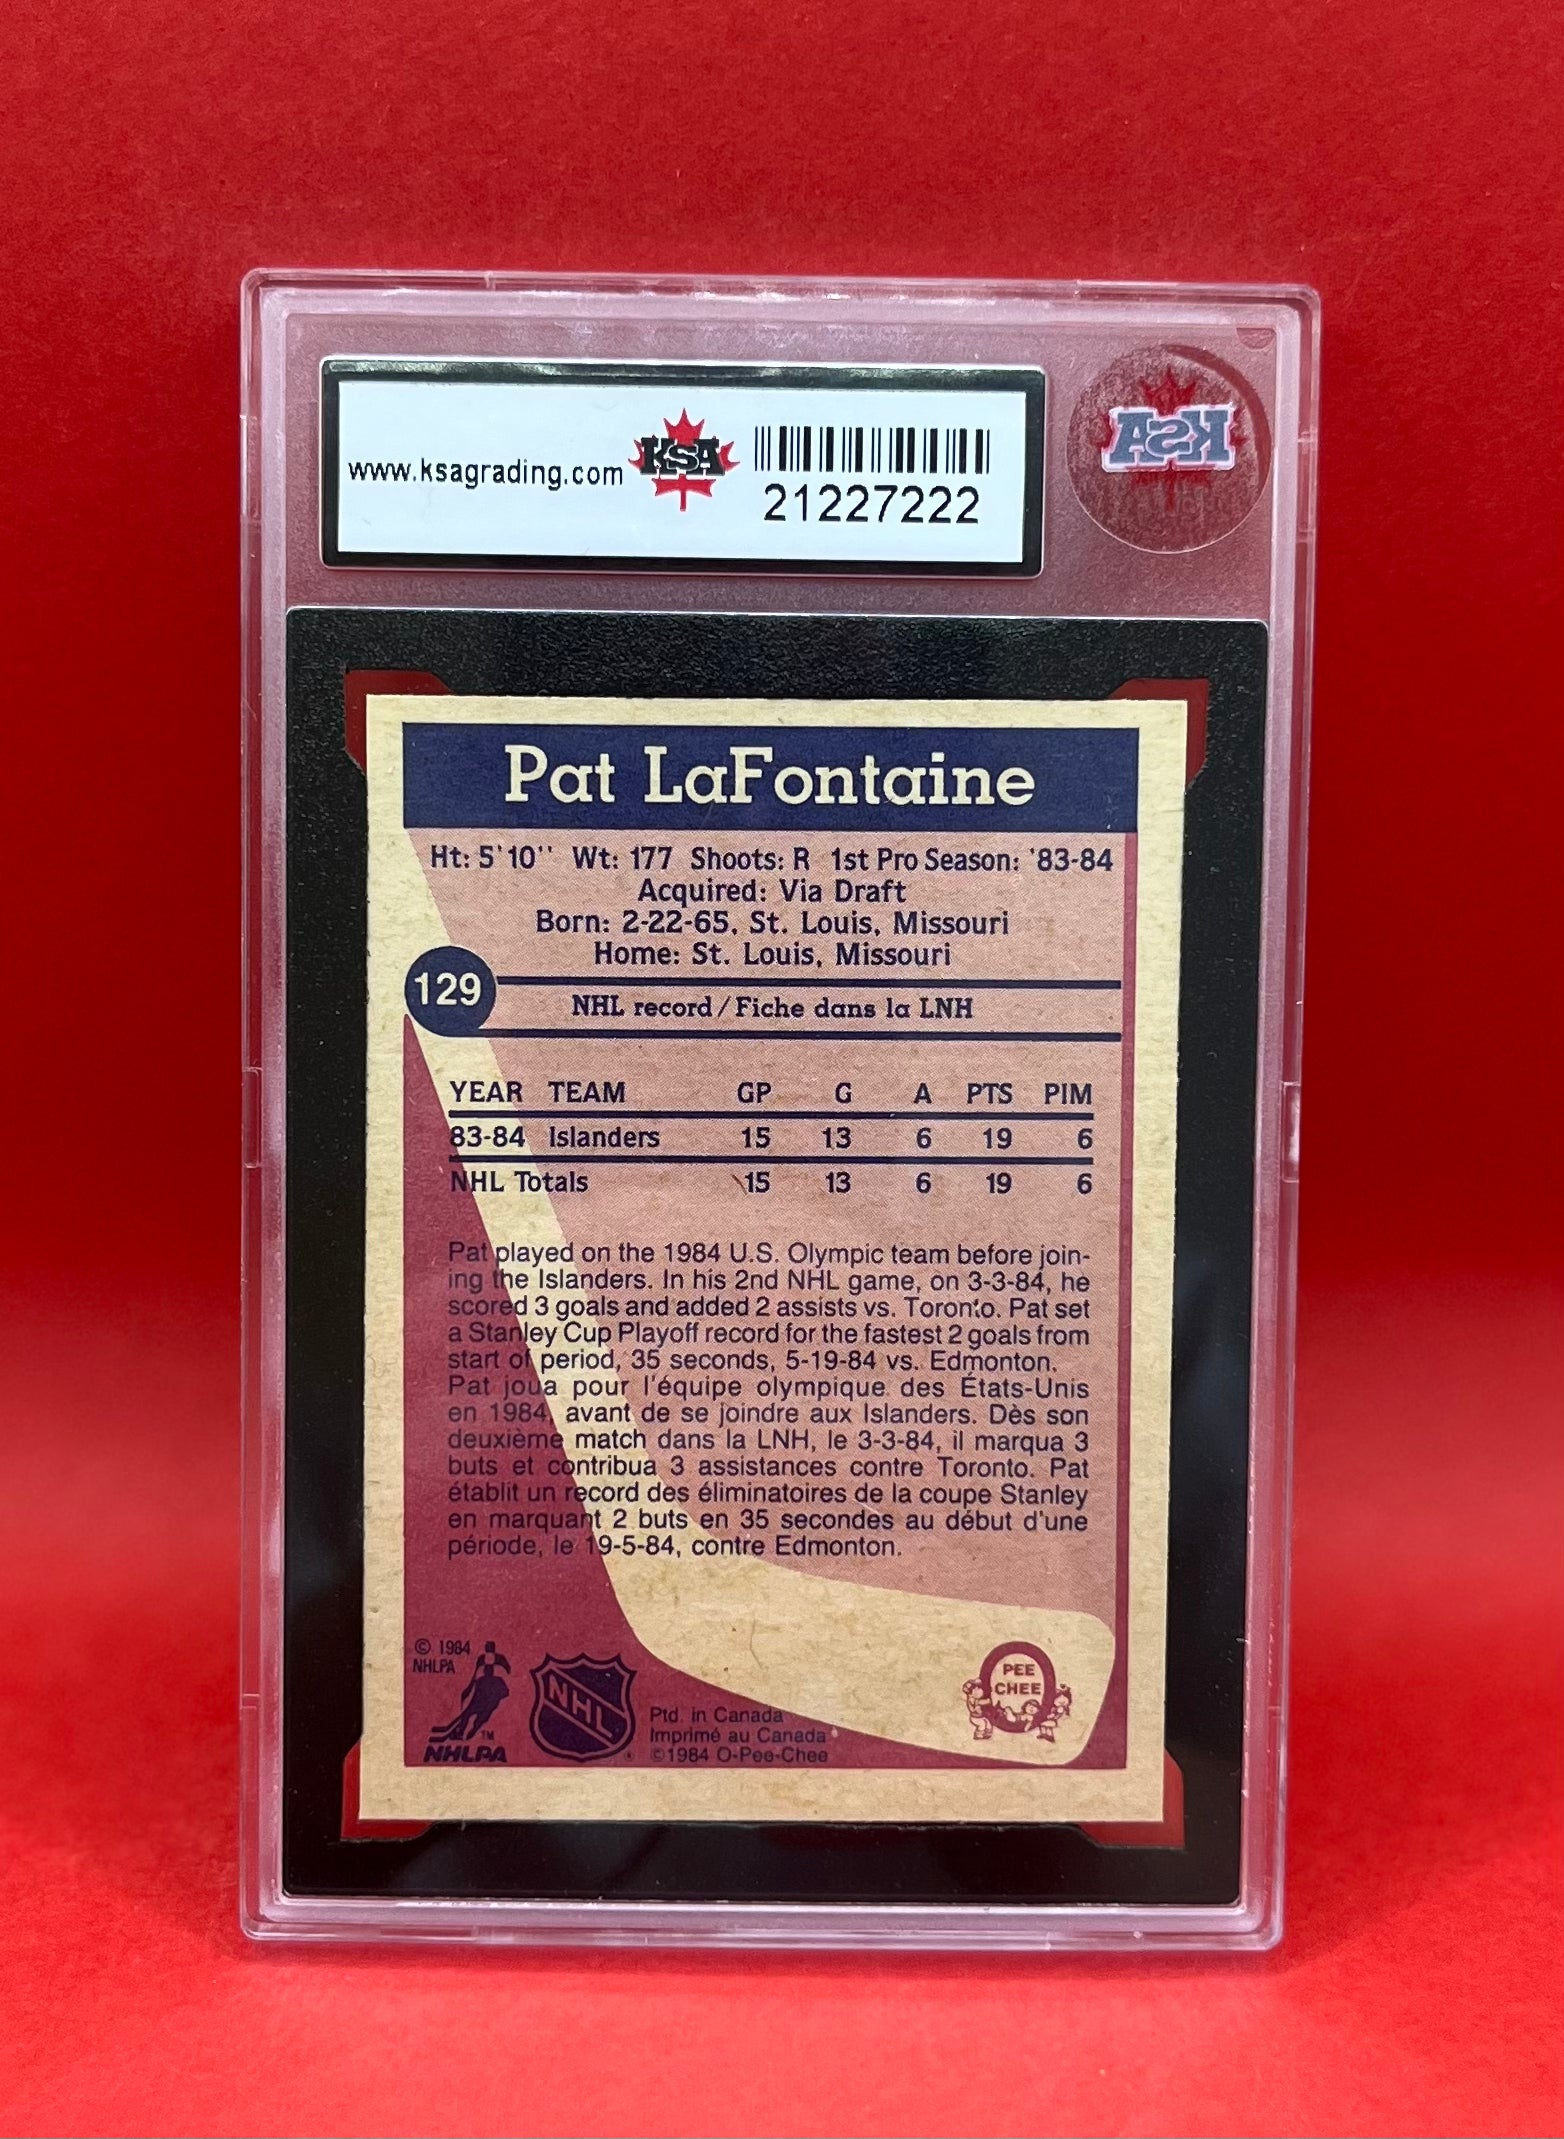 www.ksagrading.com
KSA
21227222
KSA
Pat LaFontaine
Ht: 5'10'' Wt: 177 Shoots: R 1st Pro Season: '83-84
Acquired: Via Draft
Born: 2-22-65, St. Louis, Missouri
Home: St. Louis, Missouri
129
NHL record/Fiche dans la LNH
YEAR TEAM GP G A PTS PIM
83-84 Islanders 15 13 6 19 6
NHL Totals 15 13 6 19 6
Pat played on the 1984 U.S. Olympic team before join-
ing the Islanders. In his 2nd NHL game, on 3-3-84, he
scored 3 goals and added 2 assists vs. Toronto. Pat set
a Stanley Cup Playoff record for the fastest 2 goals from
start of period, 35 seconds, 5-19-84 vs. Edmonton.
Pat joua pour l'équipe olympique des États-Unis
en 1984, avant de se joindre aux Islanders. Dès son
deuxième match dans la LNH, le 3-3-84, il marqua 3
buts et contribua 3 assistances contre Toronto. Pat
établit un record des éliminatoires de la coupe Stanley
en marquant 2 buts en 35 secondes au début d'une
période, le 19-5-84, contre Edmonton.
© 1984
NHLPA
TM
NHLPA
NHL
®
Ptd. in Canada
Imprimé au Canada
©1984 O-Pee-Chee
O
PEE
CHEE